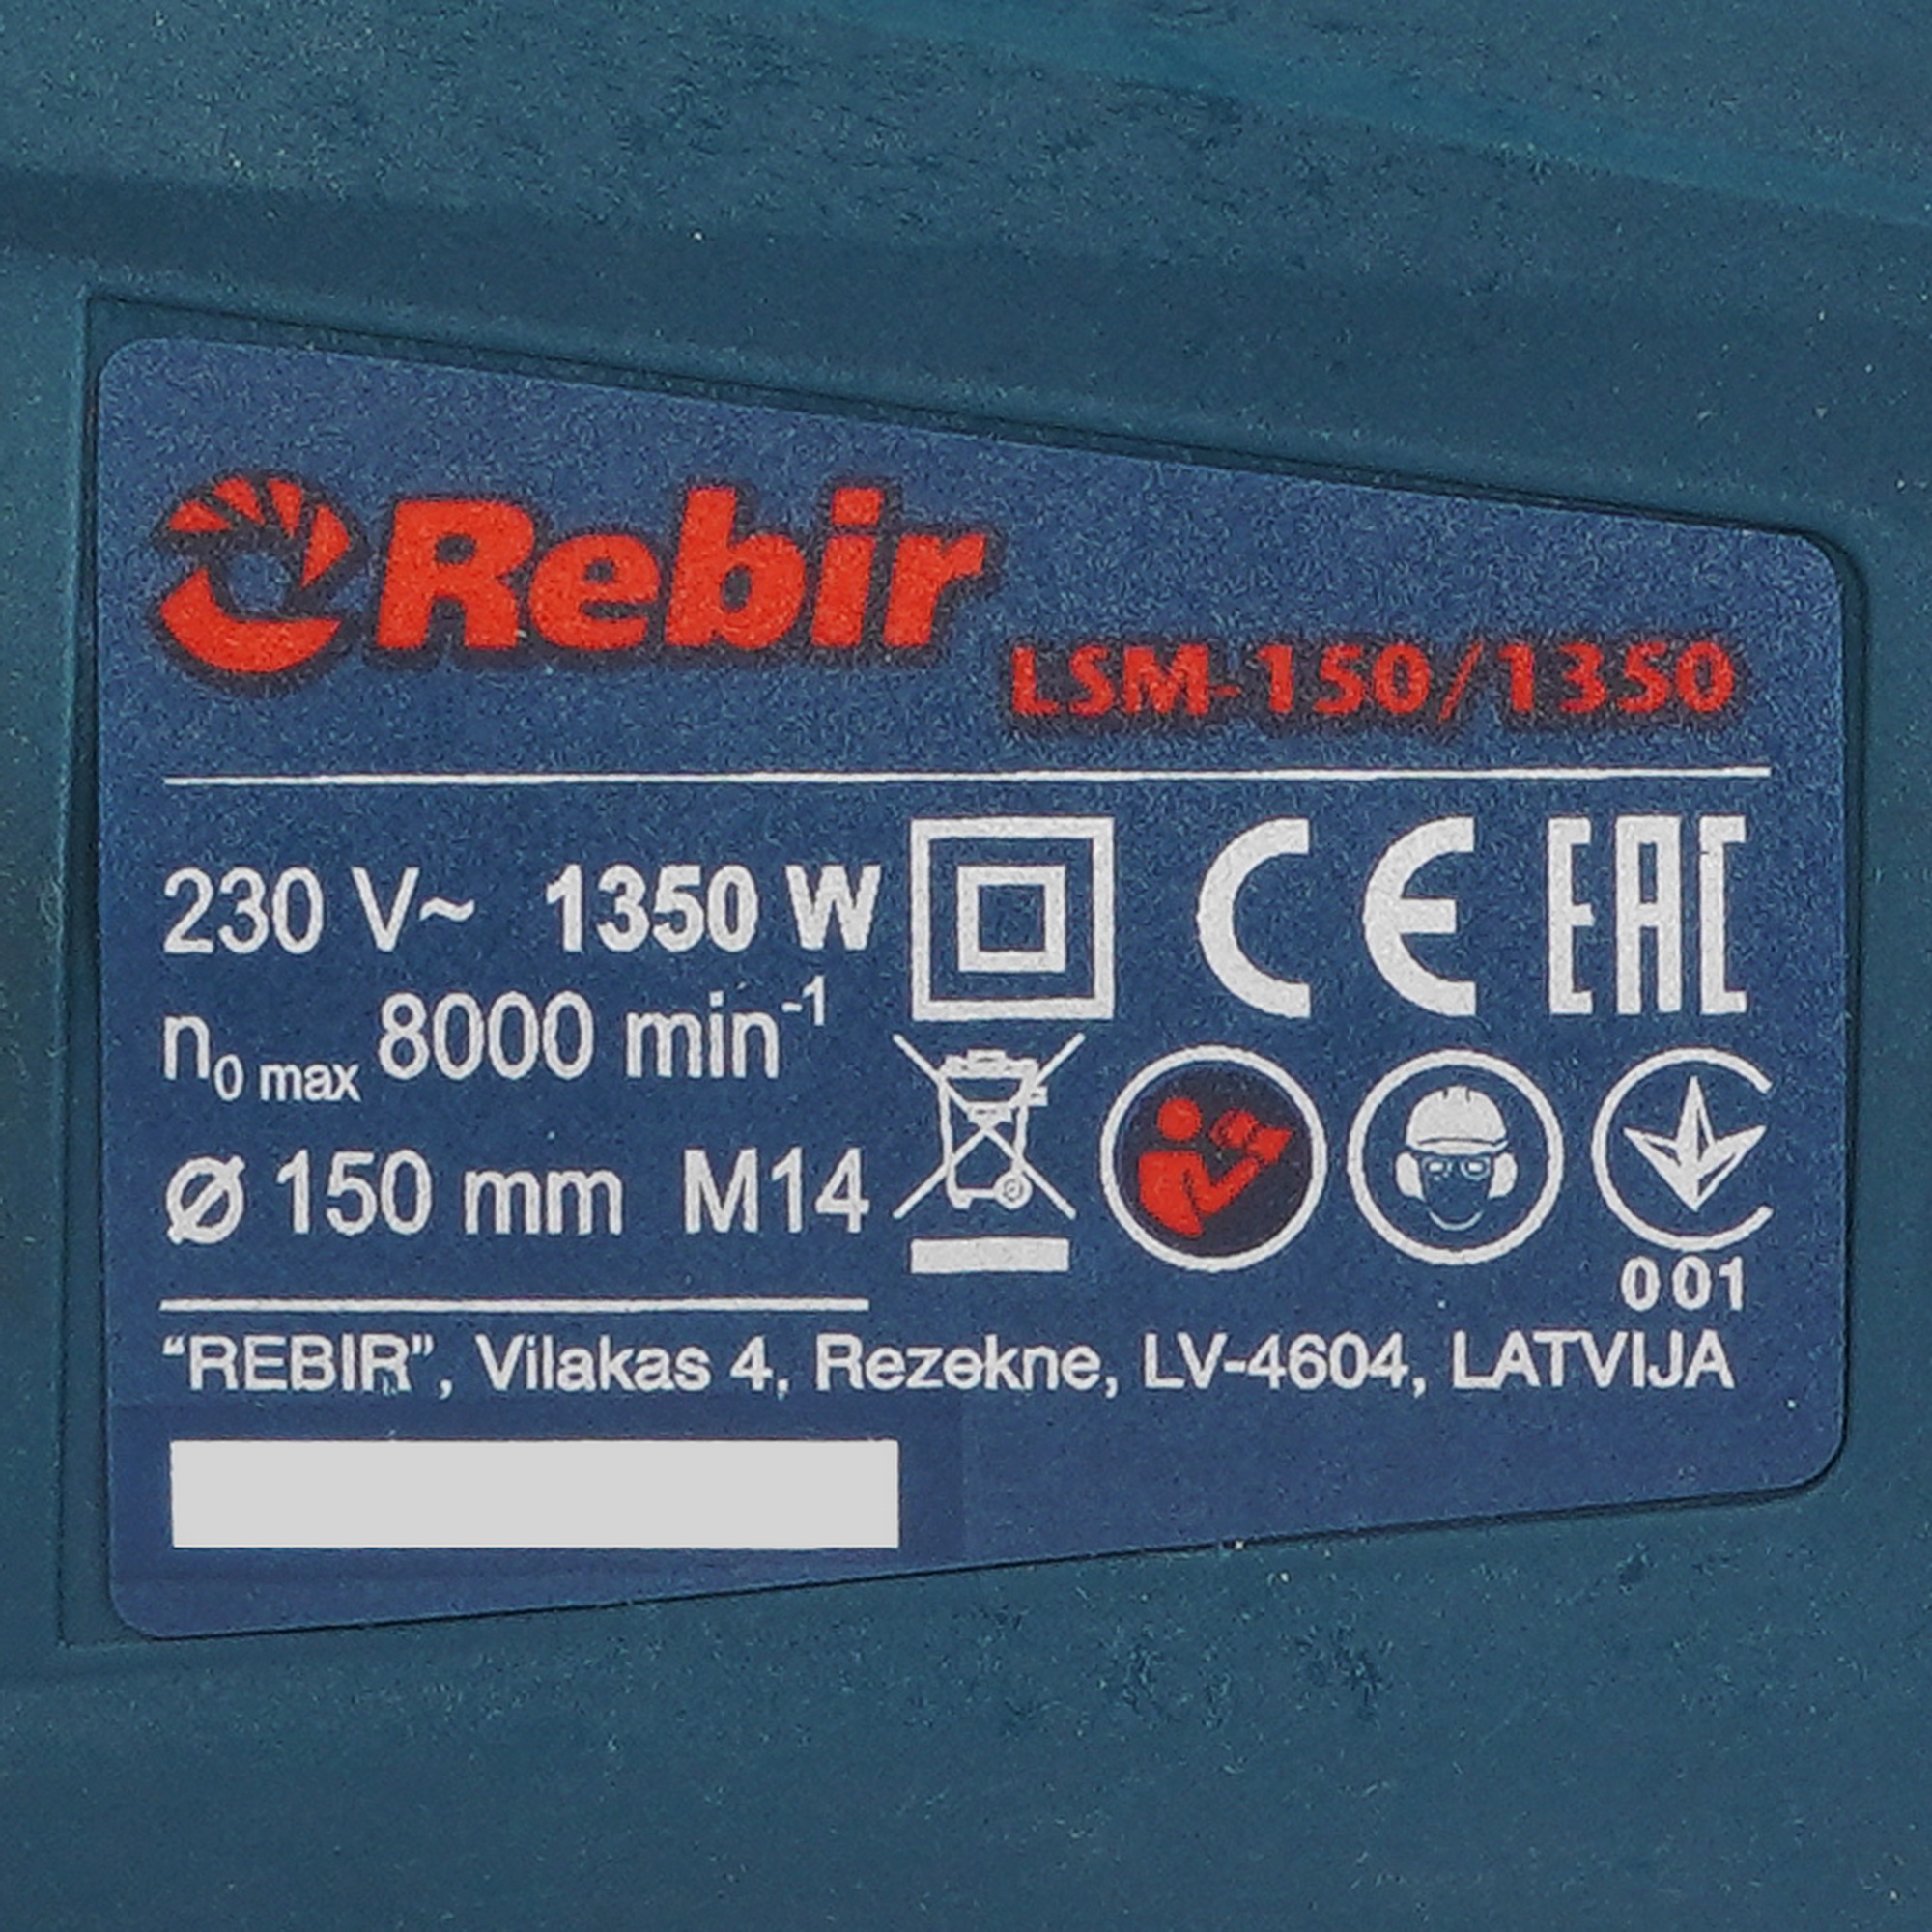 Rebir
LSM-150/1350
230 V~ 1350 W
CE EAC
n0 max 8000 min-1
Ø 150 mm M14
001
“REBIR”, Vilakas 4, Rezekne, LV-4604, LATVIJA